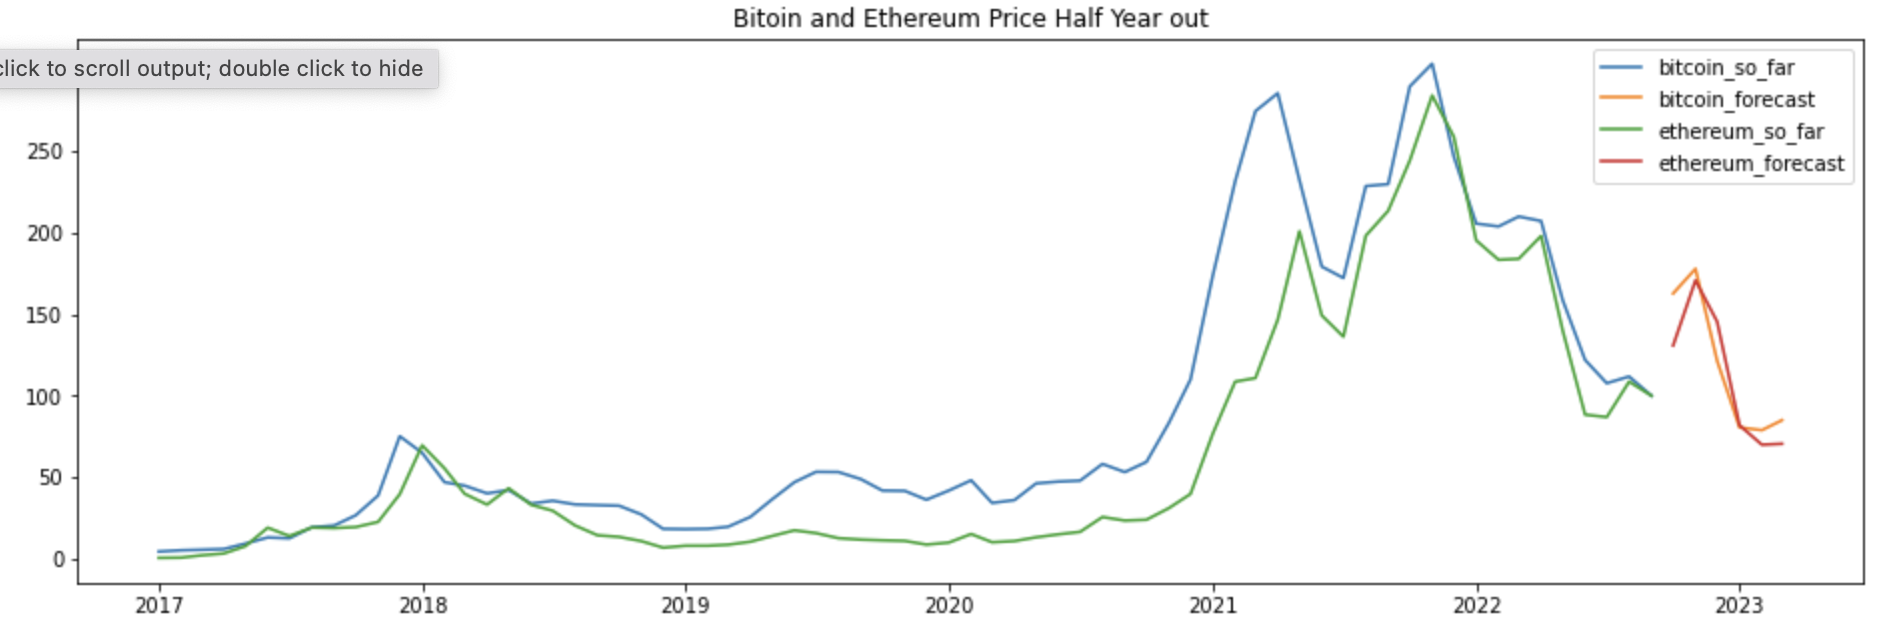 Bitoin and Ethereum Price Half Year out
click to scroll output; double click to hide
bitcoin_so_far
bitcoin_forecast
ethereum_so_far
ethereum_forecast
250
200
150
100
50
0
2017 2018 2019 2020 2021 2022 2023